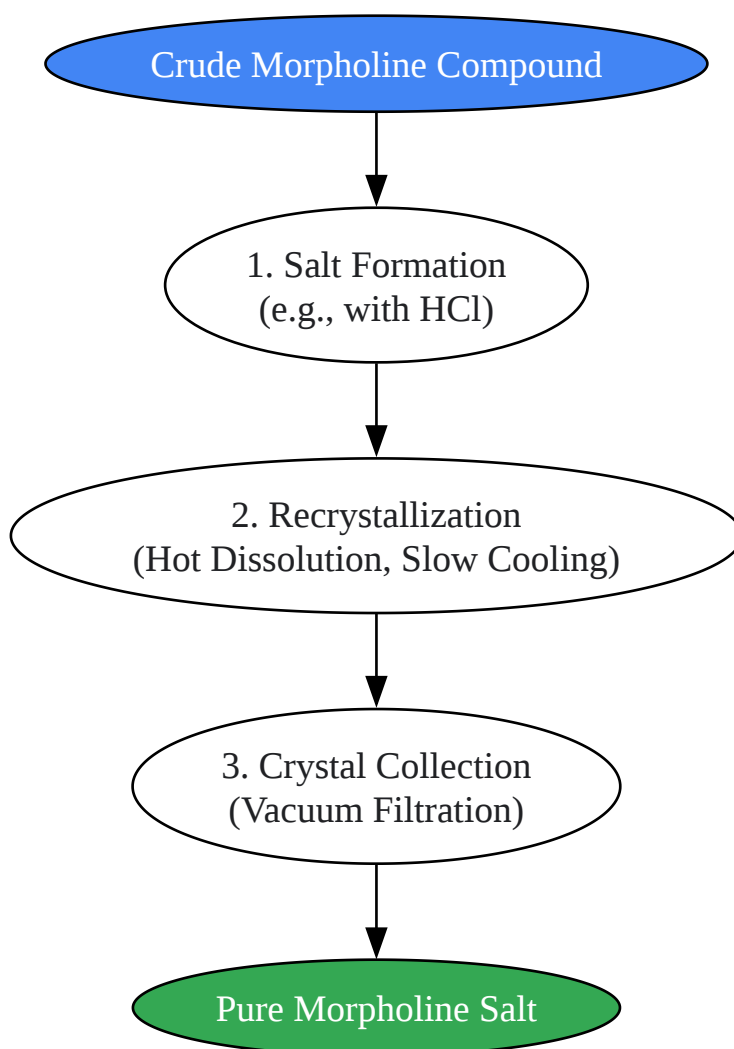 Crude Morpholine Compound
1. Salt Formation
(e.g., with HCl)
2. Recrystallization
(Hot Dissolution, Slow Cooling)
3. Crystal Collection
(Vacuum Filtration)
Pure Morpholine Salt